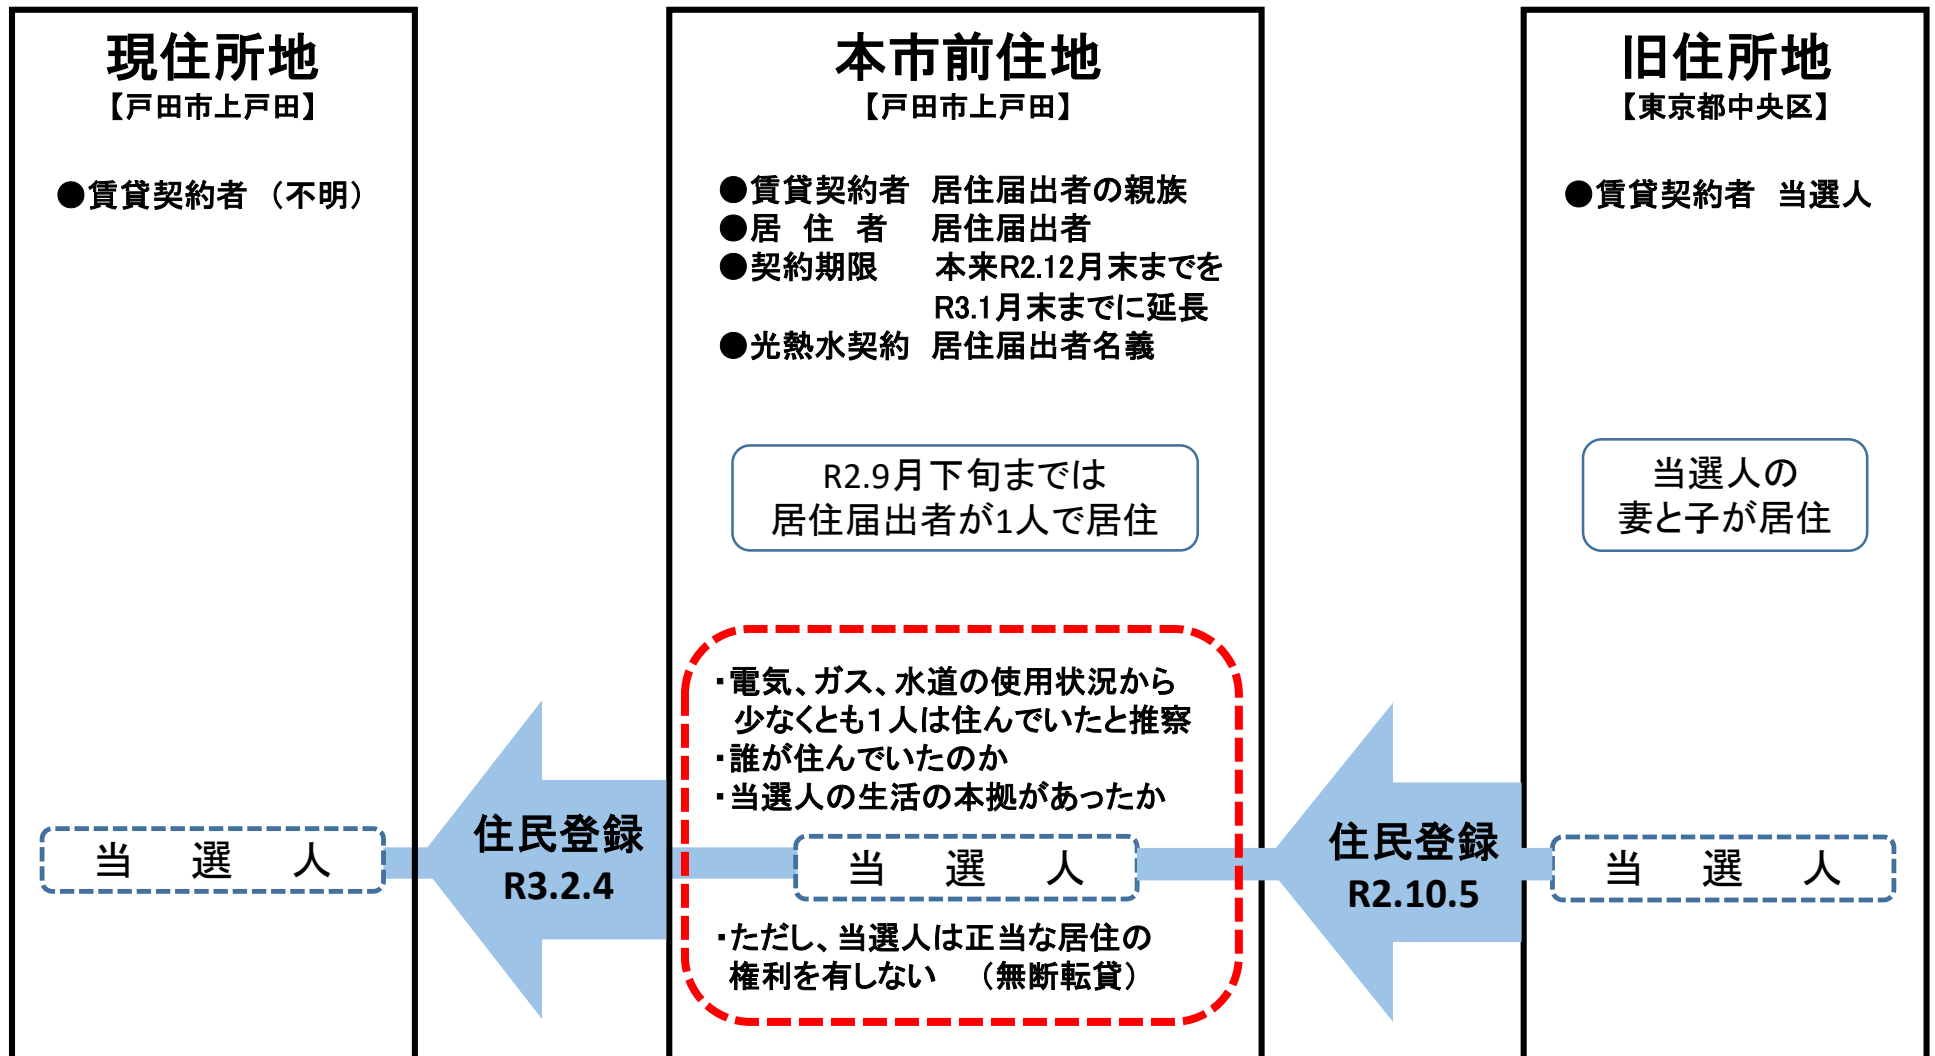 現住所地
【戸田市上戸田】
●賃貸契約者 (不明)
当 選 人
住民登録
R3.2.4
本市前住地
【戸田市上戸田】
●賃貸契約者 居住届出者の親族
●居 住 者 居住届出者
●契約期限 本来R2.12月末までを
R3.1月末までに延長
●光熱水契約 居住届出者名義
R2.9月下旬までは
居住届出者が1人で居住
・電気、ガス、水道の使用状況から
少なくとも1人は住んでいたと推察
・誰が住んでいたのか
・当選人の生活の本拠があったか
当 選 人
・ただし、当選人は正当な居住の
権利を有しない (無断転貸)
住民登録
R2.10.5
旧住所地
【東京都中央区】
●賃貸契約者 当選人
当選人の
妻と子が居住
当 選 人